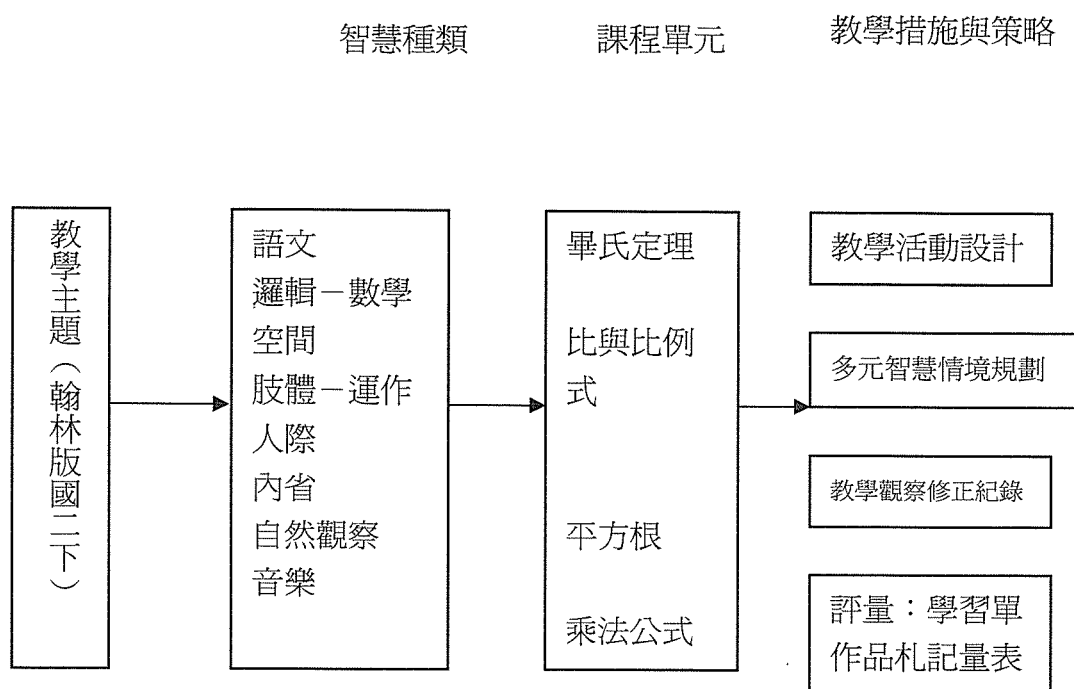 智慧種類
課程單元
教學措施與策略
教學主題（翰林版國二下）
語文
邏輯－數學
空間
肢體－運作
人際
內省
自然觀察
音樂
畢氏定理
比與比例
式
平方根
乘法公式
教學活動設計
多元智慧情境規劃
教學觀察修正紀錄
評量：學習單
作品札記量表